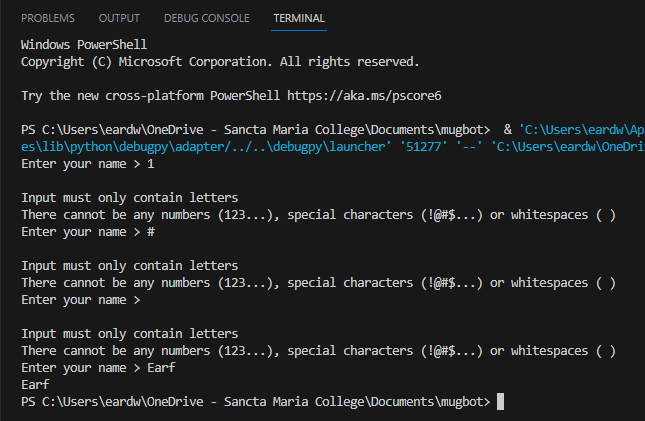 PROBLEMS OUTPUT DEBUG CONSOLE TERMINAL
Windows PowerShell
Copyright (C) Microsoft Corporation. All rights reserved.
Try the new cross-platform PowerShell https://aka.ms/pscore6
PS C:\Users\eardw\OneDrive - Sancta Maria College\Documents\mugbot> & 'C:\Users\eardw\Ap
es\lib\python\debugpy\adapter/../..\debugpy\launcher' '51277' '--' 'C:\Users\eardw\OneDri
Enter your name > 1
Input must only contain letters
There cannot be any numbers (123...), special characters (!@#$...) or whitespaces ( )
Enter your name > #
Input must only contain letters
There cannot be any numbers (123...), special characters (!@#$...) or whitespaces ( )
Enter your name >
Input must only contain letters
There cannot be any numbers (123...), special characters (!@#$...) or whitespaces ( )
Enter your name > Earf
Earf
PS C:\Users\eardw\OneDrive - Sancta Maria College\Documents\mugbot>